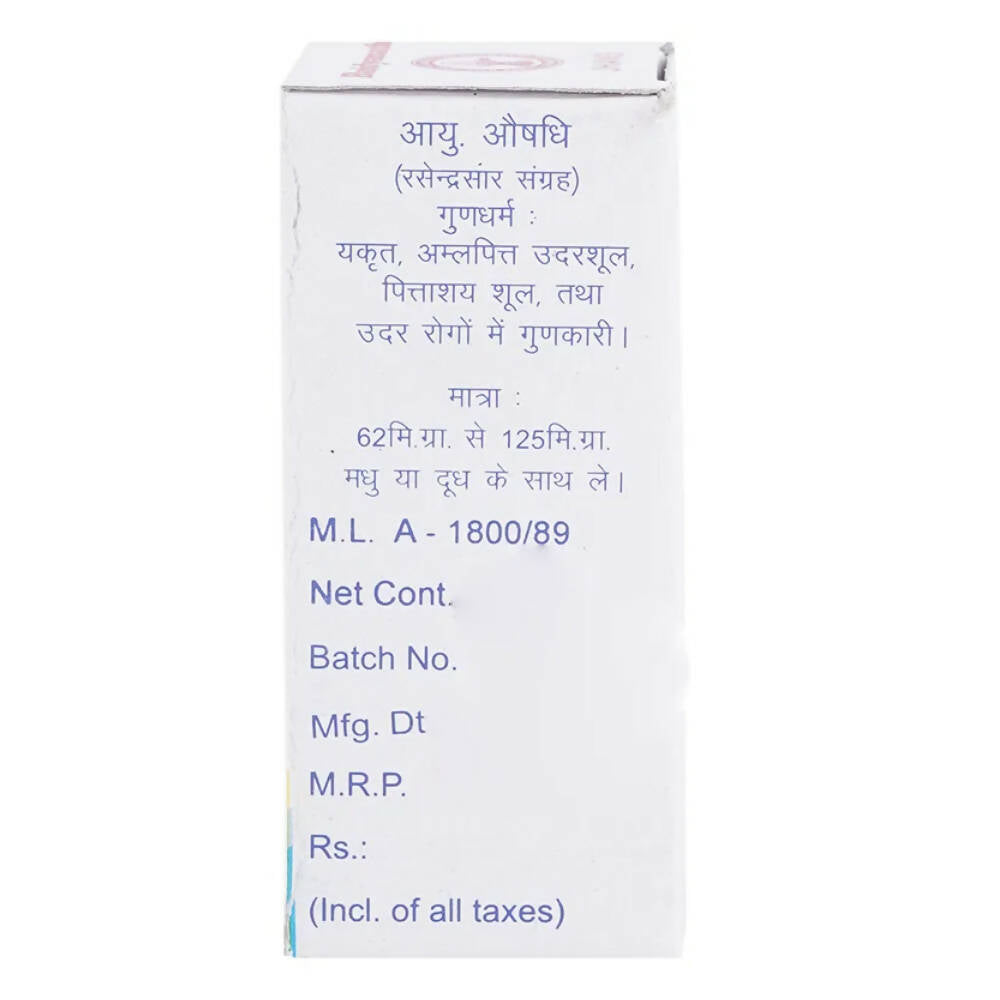 आयु. औषधि
(रसेन्द्रसार संग्रह)
गुणधर्म :
यकृत, अम्लपित्त उदरशूल,
पित्ताशय शूल, तथा
उदर रोगों में गुणकारी।
मात्रा :
62मि.ग्रा. से 125मि.ग्रा.
मधु या दूध के साथ ले।
M.L. A - 1800/89
Net Cont.
Batch No.
Mfg. Dt
M.R.P.
Rs.:
(Incl. of all taxes)